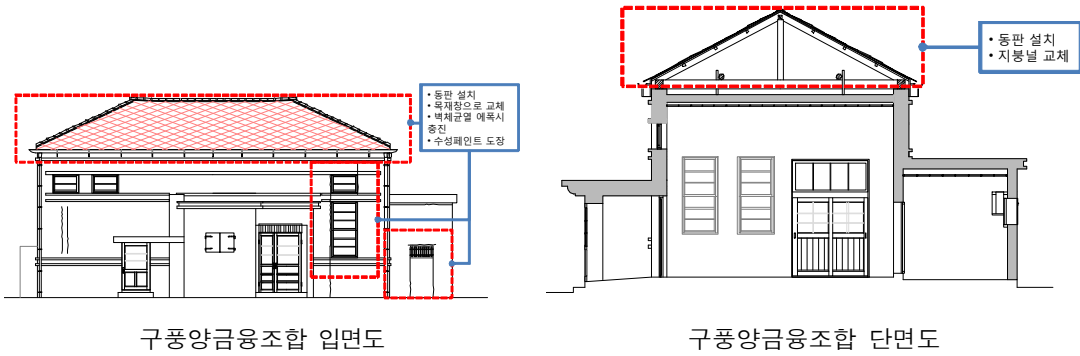 • 동판 설치
• 목재창으로 교체
• 벽체균열 에폭시
충진
• 수성페인트 도장
• 동판 설치
• 지붕널 교체
구풍양금융조합 입면도
구풍양금융조합 단면도